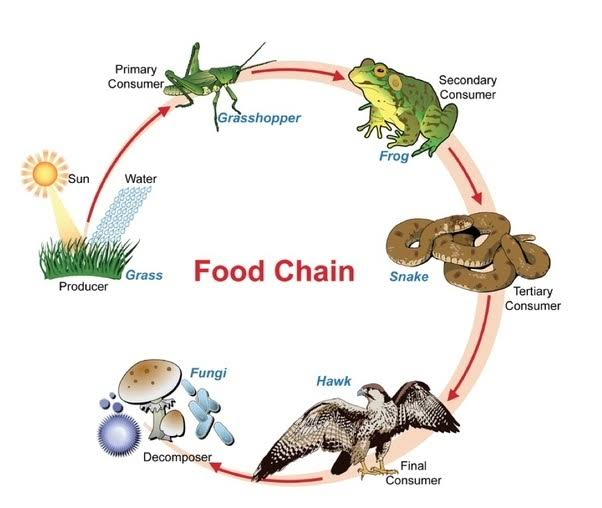 Primary
Consumer
Grasshopper
Secondary
Consumer
Frog
Sun
Water
Grass
Producer
Food Chain
Snake
Tertiary
Consumer
Fungi
Hawk
Decomposer
Final
Consumer